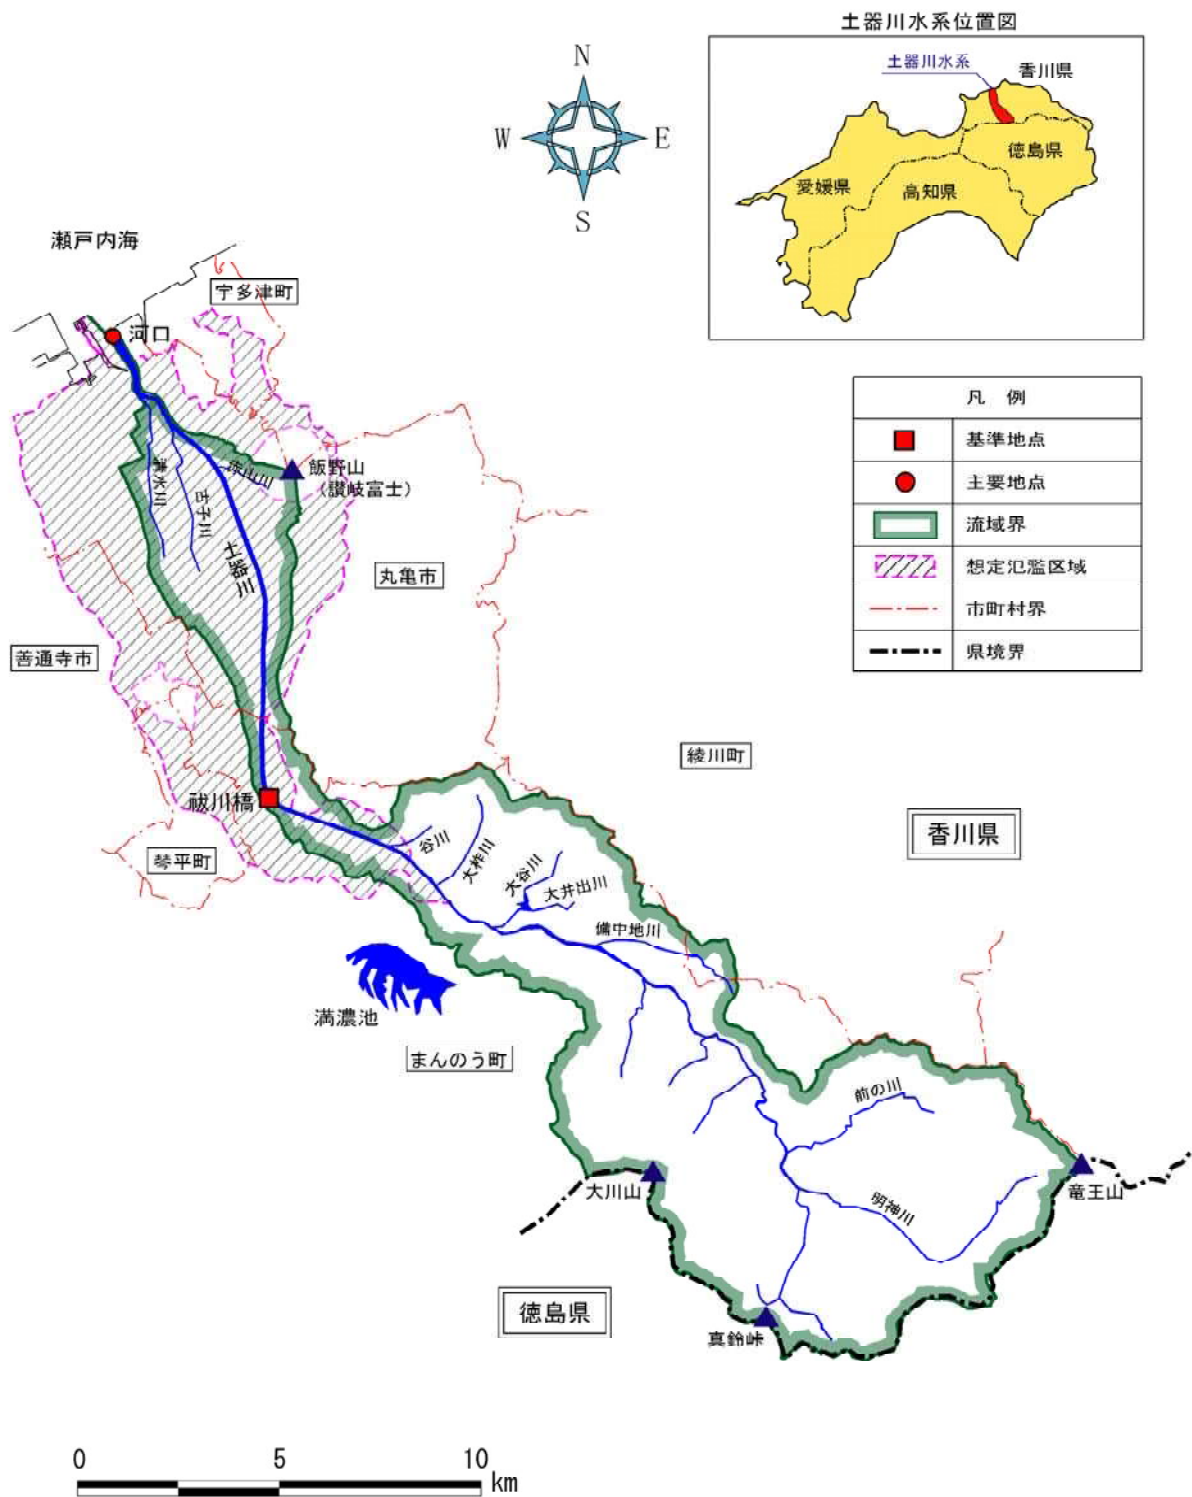 土器川水系位置図
土器川水系
香川県
徳島県
愛媛県
高知県
N
W
E
S
瀬戸内海
宇多津町
河口
飯野山
(讃岐富士)
清水川
古子川
土器川
丸亀市
善通寺市
凡 例
基準地点
主要地点
流域界
想定氾濫区域
市町村界
県境界
綾川町
祓川橋
香川県
琴平町
谷川
大柞川
大谷川
大井出川
備中地川
満濃池
まんのう町
前の川
大川山
竜王山
明神川
徳島県
真鈴峠
0
5
10
km